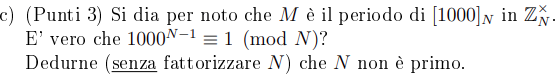 c) (Punti 3) Si dia per noto che M è il periodo di [1000]_N in ℤ_N^×.
E' vero che 1000^{N−1} ≡ 1 (mod N)?
Dedurne (senza fattorizzare N) che N non è primo.